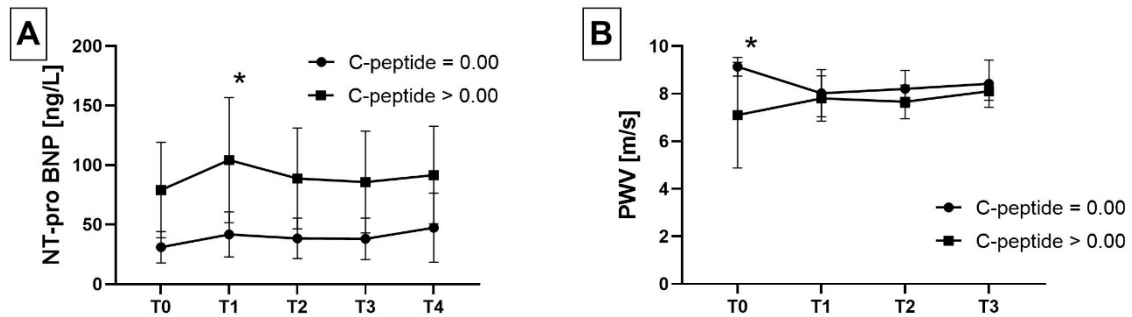 A
NT-pro BNP [ng/L]
200
150
100
50
0
*
C-peptide = 0.00
C-peptide > 0.00
T0 T1 T2 T3 T4
B
PWV [m/s]
10
8
6
4
2
0
*
C-peptide = 0.00
C-peptide > 0.00
T0 T1 T2 T3